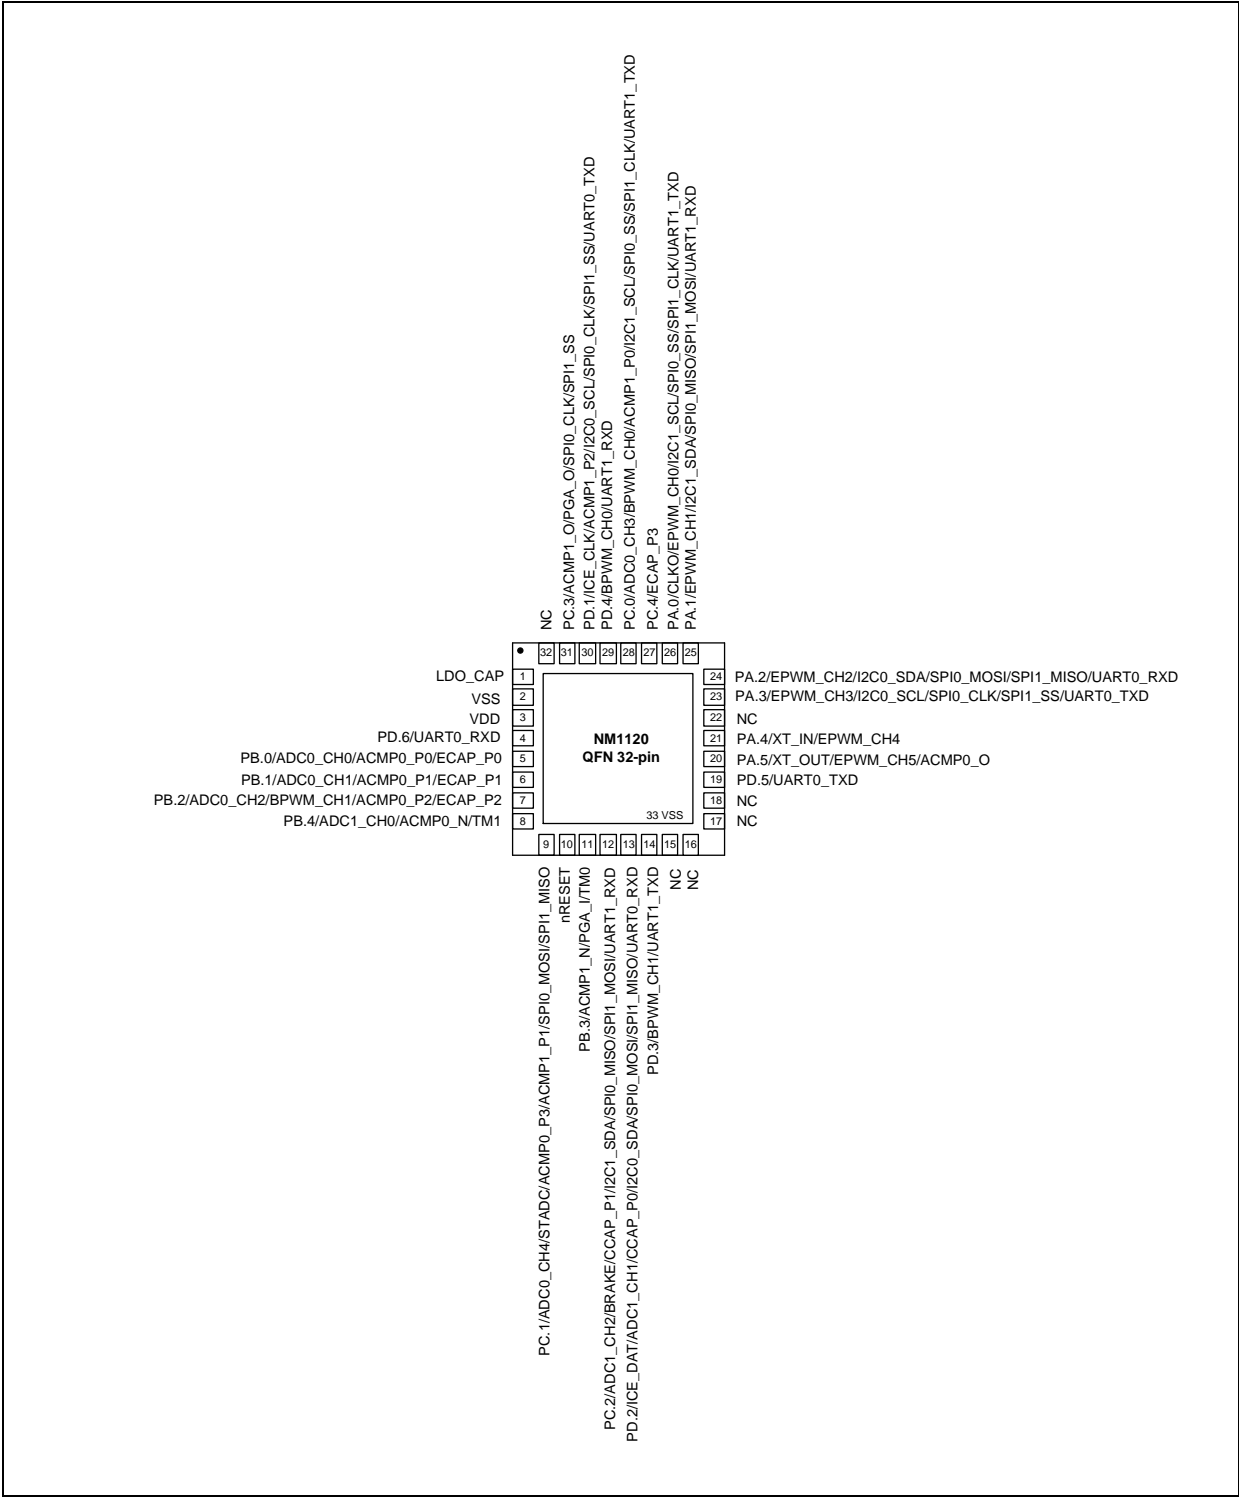 NC
PC.3/ACMP1_O/PGA_O/SPI0_CLK/SPI1_SS
PD.1/ICE_CLK/ACMP1_P2/I2C0_SCL/SPI0_CLK/SPI1_SS/UART0_TXD
PD.4/BPWM_CH0/UART1_RXD
PC.0/ADC0_CH3/BPWM_CH0/ACMP1_P0/I2C1_SCL/SPI0_SS/SPI1_CLK/UART1_TXD
PC.4/ECAP_P3
PA.0/CLKO/EPWM_CH0/I2C1_SCL/SPI0_SS/SPI1_CLK/UART1_TXD
PA.1/EPWM_CH1/I2C1_SDA/SPI0_MISO/SPI1_MOSI/UART1_RXD
32 31 30 29 28 27 26 25
LDO_CAP 1
VSS 2
VDD 3
PD.6/UART0_RXD 4
PB.0/ADC0_CH0/ACMP0_P0/ECAP_P0 5
PB.1/ADC0_CH1/ACMP0_P1/ECAP_P1 6
PB.2/ADC0_CH2/BPWM_CH1/ACMP0_P2/ECAP_P2 7
PB.4/ADC1_CH0/ACMP0_N/TM1 8
NM1120
QFN 32-pin
33 VSS
24 PA.2/EPWM_CH2/I2C0_SDA/SPI0_MOSI/SPI1_MISO/UART0_RXD
23 PA.3/EPWM_CH3/I2C0_SCL/SPI0_CLK/SPI1_SS/UART0_TXD
22 NC
21 PA.4/XT_IN/EPWM_CH4
20 PA.5/XT_OUT/EPWM_CH5/ACMP0_O
19 PD.5/UART0_TXD
18 NC
17 NC
9 10 11 12 13 14 15 16
PC.1/ADC0_CH4/STADC/ACMP0_P3/ACMP1_P1/SPI0_MOSI/SPI1_MISO
nRESET
PB.3/ACMP1_N/PGA_I/TM0
PC.2/ADC1_CH2/BRAKE/CCAP_P1/I2C1_SDA/SPI0_MISO/SPI1_MOSI/UART1_RXD
PD.2/ICE_DAT/ADC1_CH1/CCAP_P0/I2C0_SDA/SPI0_MOSI/SPI1_MISO/UART0_RXD
PD.3/BPWM_CH1/UART1_TXD
NC
NC